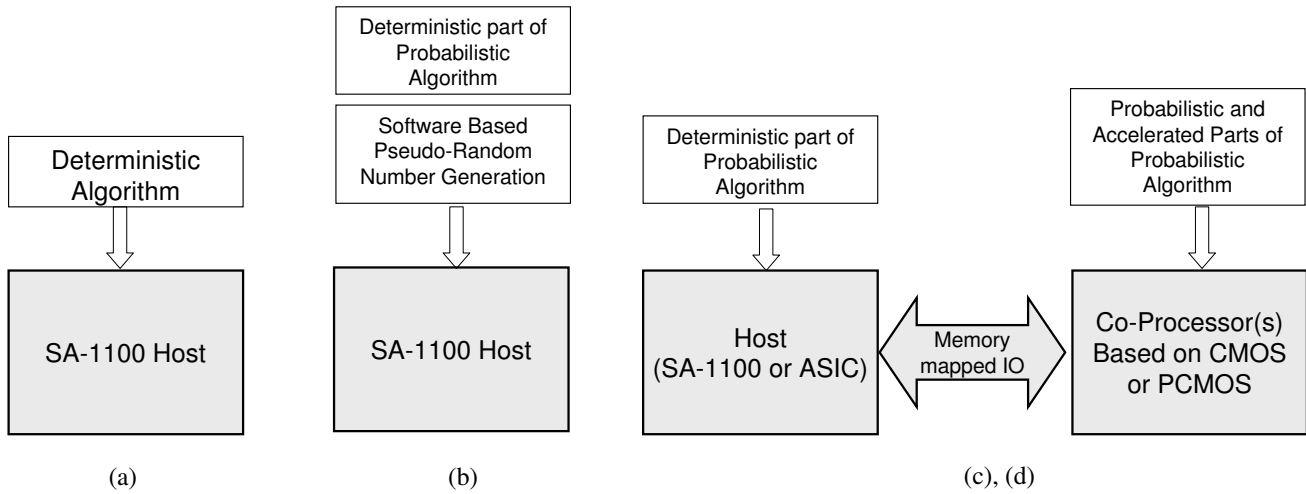 Deterministic
Algorithm
SA-1100 Host
(a)
Deterministic part of
Probabilistic
Algorithm
Software Based
Pseudo-Random
Number Generation
SA-1100 Host
(b)
Deterministic part of
Probabilistic
Algorithm
Host
(SA-1100 or ASIC)
Memory
mapped IO
Probabilistic and
Accelerated Parts of
Probabilistic
Algorithm
Co-Processor(s)
Based on CMOS
or PCMOS
(c), (d)